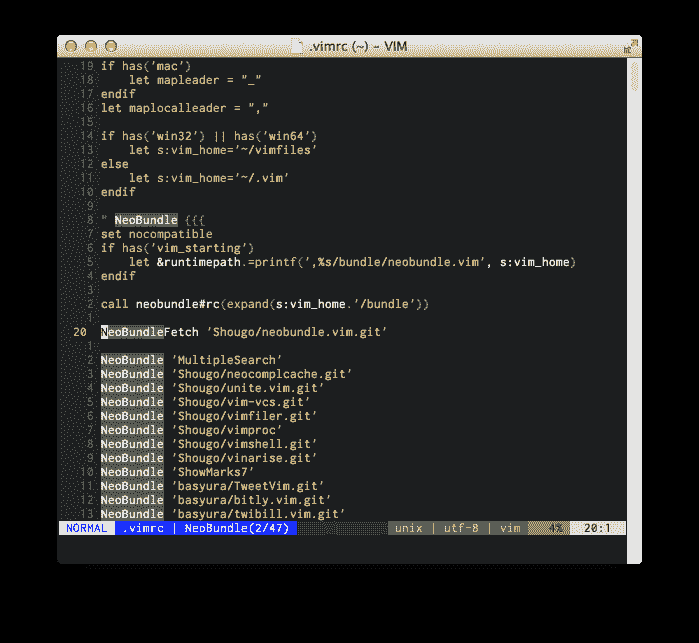 .vimrc (~) - VIM
19 if has('mac')
18     let mapleader = "_"
17 endif
16 let maplocalleader = ","
15
14 if has('win32') || has('win64')
13     let s:vim_home='~/vimfiles'
12 else
11     let s:vim_home='~/.vim'
10 endif
9
8 " NeoBundle {{{
7 set nocompatible
6 if has('vim_starting')
5     let &runtimepath.=printf(',%s/bundle/neobundle.vim', s:vim_home)
4 endif
3
2 call neobundle#rc(expand(s:vim_home.'/bundle'))
1
20 NeoBundleFetch 'Shougo/neobundle.vim.git'
1
2 NeoBundle 'MultipleSearch'
3 NeoBundle 'Shougo/neocomplcache.git'
4 NeoBundle 'Shougo/unite.vim.git'
5 NeoBundle 'Shougo/vim-vcs.git'
6 NeoBundle 'Shougo/vimfiler.git'
7 NeoBundle 'Shougo/vimproc'
8 NeoBundle 'Shougo/vimshell.git'
9 NeoBundle 'Shougo/vinarise.git'
10 NeoBundle 'ShowMarks7'
11 NeoBundle 'basyura/TweetVim.git'
12 NeoBundle 'basyura/bitly.vim.git'
13 NeoBundle 'basyura/twibill.vim.git'
NORMAL .vimrc | NeoBundle(2/47) unix | utf-8 | vim 4% 20:1